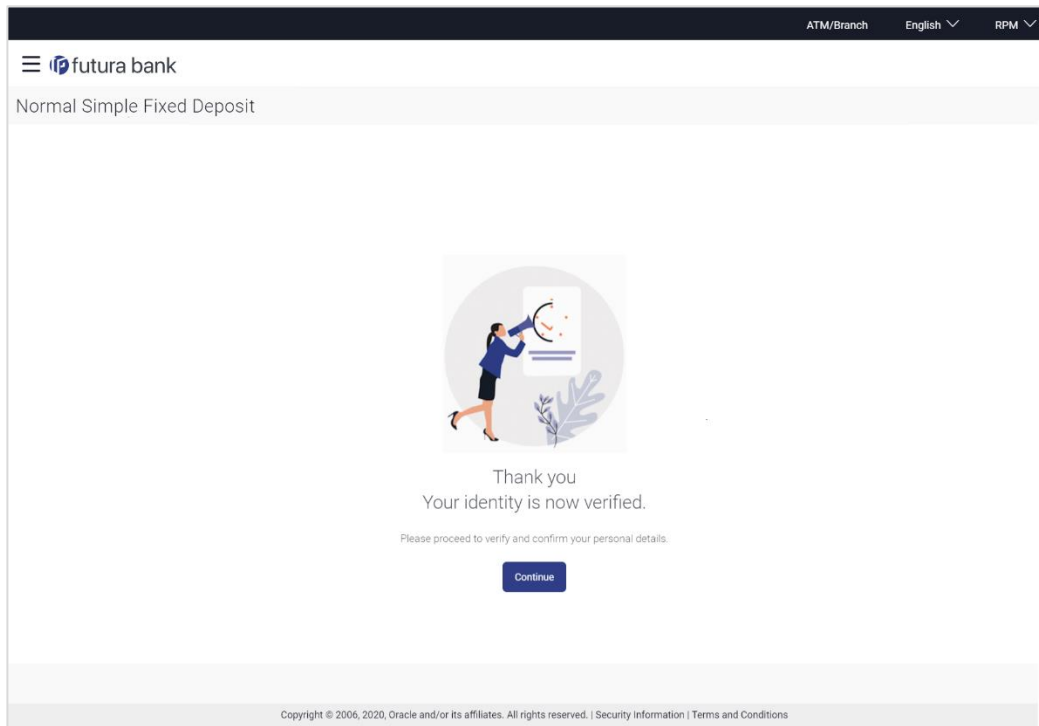 ATM/Branch English RPM
futura bank
Normal Simple Fixed Deposit
Thank you
Your identity is now verified.
Please proceed to verify and confirm your personal details.
Continue
Copyright © 2006, 2020, Oracle and/or its affiliates. All rights reserved. | Security Information | Terms and Conditions